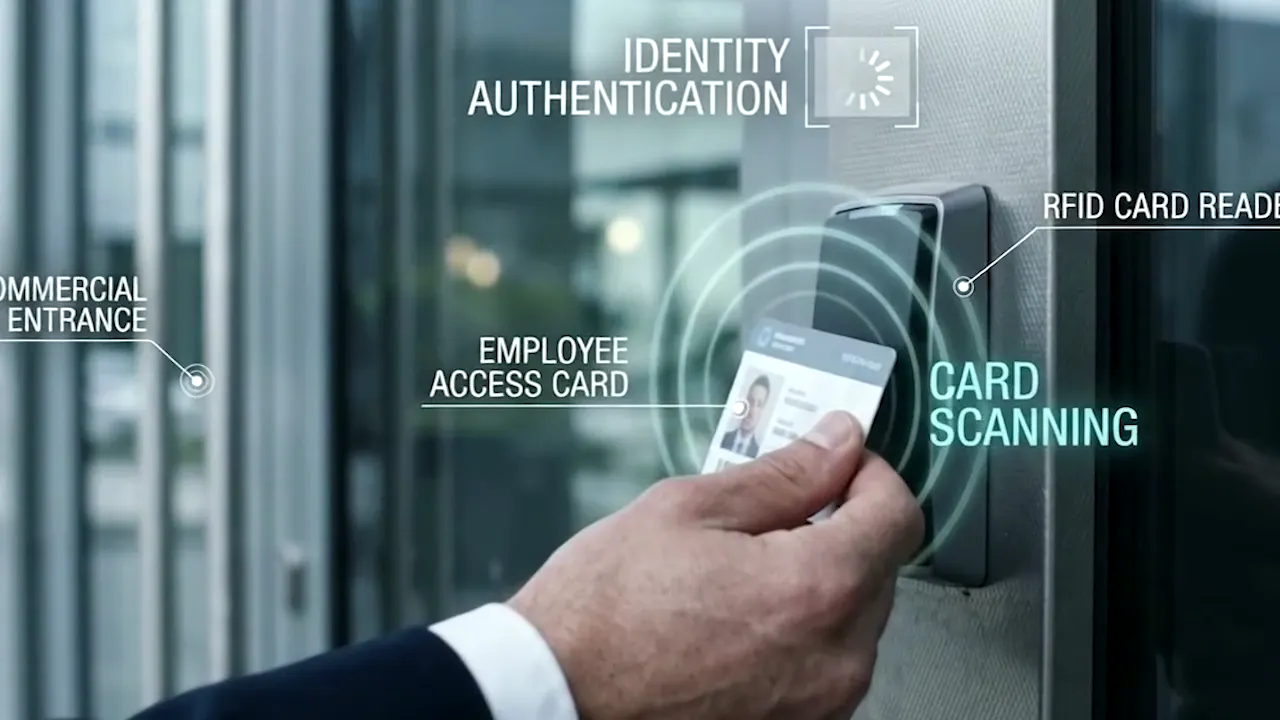 IDENTITY
AUTHENTICATION
RFID CARD READE
OMMERCIAL
ENTRANCE
EMPLOYEE
ACCESS CARD
CARD
SCANNING